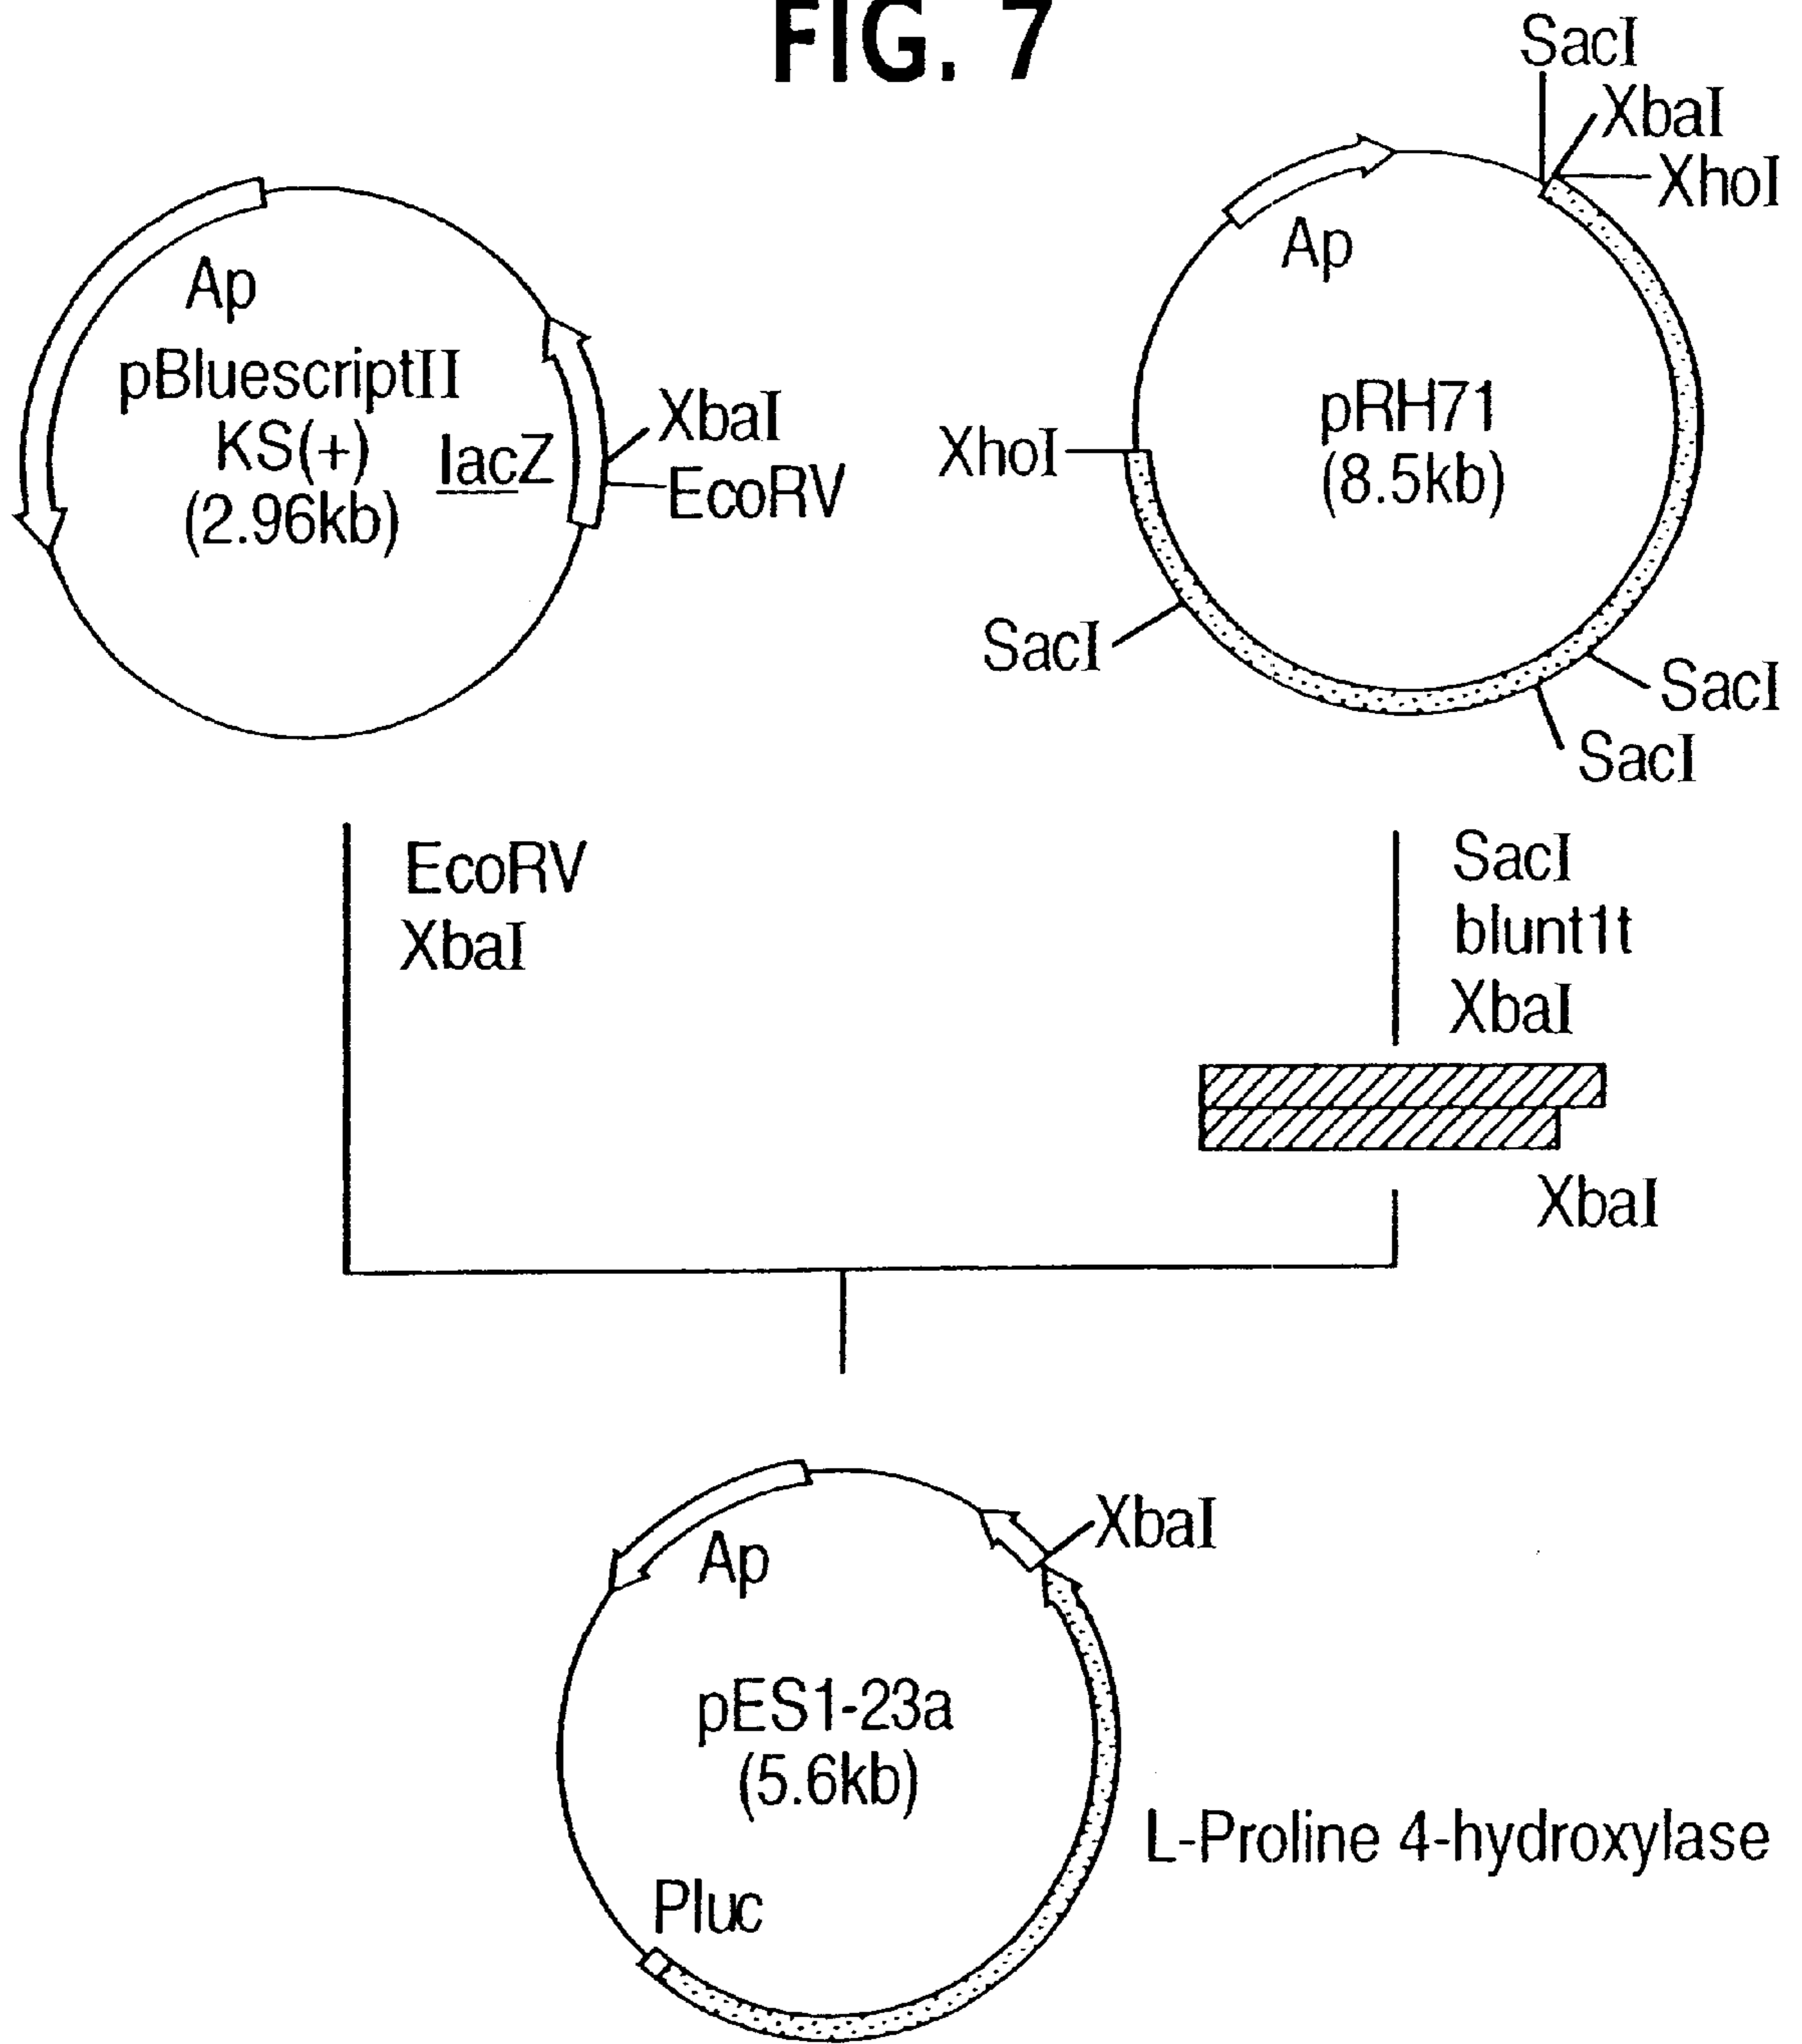 FIG. 7
Ap
pBluescriptII
KS(+)
(2.96kb)
lacZ
XbaI
EcoRV
SacI
XbaI
XhoI
Ap
pRH71
(8.5kb)
XhoI
SacI
SacI
SacI
EcoRV
XbaI
SacI
blunt1t
XbaI
XbaI
Ap
XbaI
pES1-23a
(5.6kb)
L-Proline 4-hydroxylase
Pluc